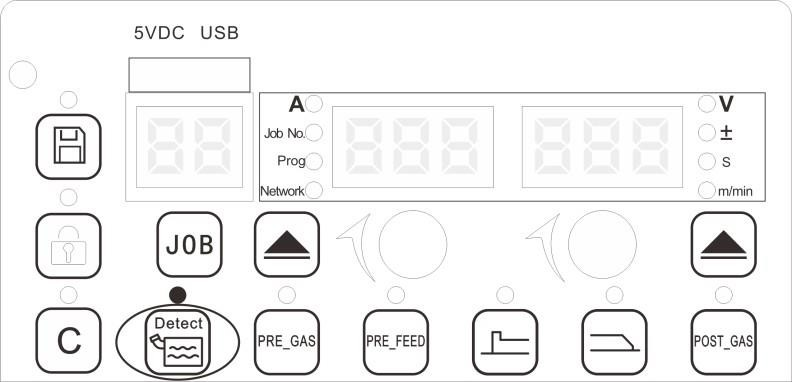 5VDC USB
A
V
Job No.
±
Prog
S
Network
m/min
JOB
C
Detect
PRE_GAS
PRE_FEED
POST_GAS